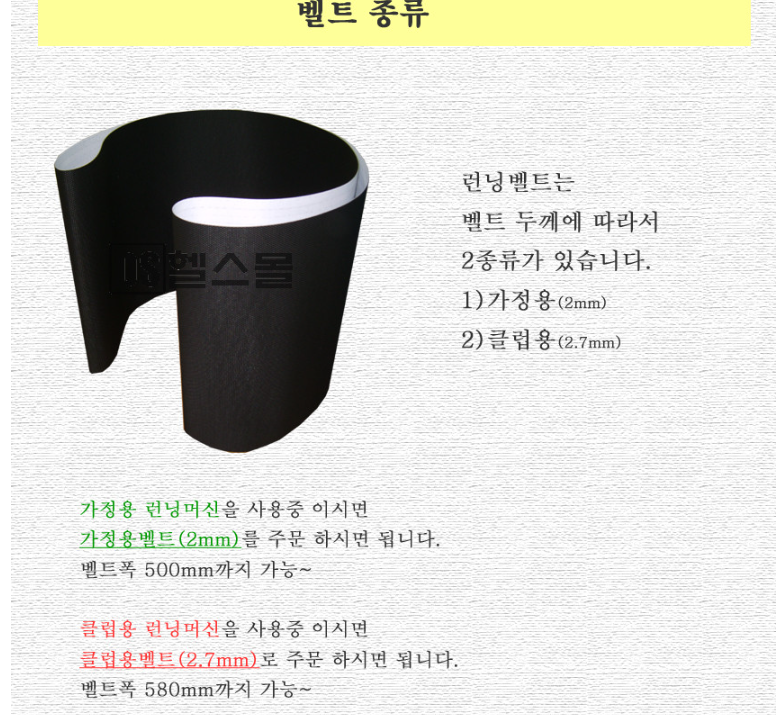 벨트 종류
런닝벨트는
벨트 두께에 따라서
2종류가 있습니다.
1)가정용(2mm)
2)클럽용(2.7mm)
헬스몰
가정용 런닝머신을 사용중 이시면
가정용벨트(2mm)를 주문 하시면 됩니다.
벨트폭 500mm까지 가능~
클럽용 런닝머신을 사용중 이시면
클럽용벨트(2.7mm)로 주문 하시면 됩니다.
벨트폭 580mm까지 가능~